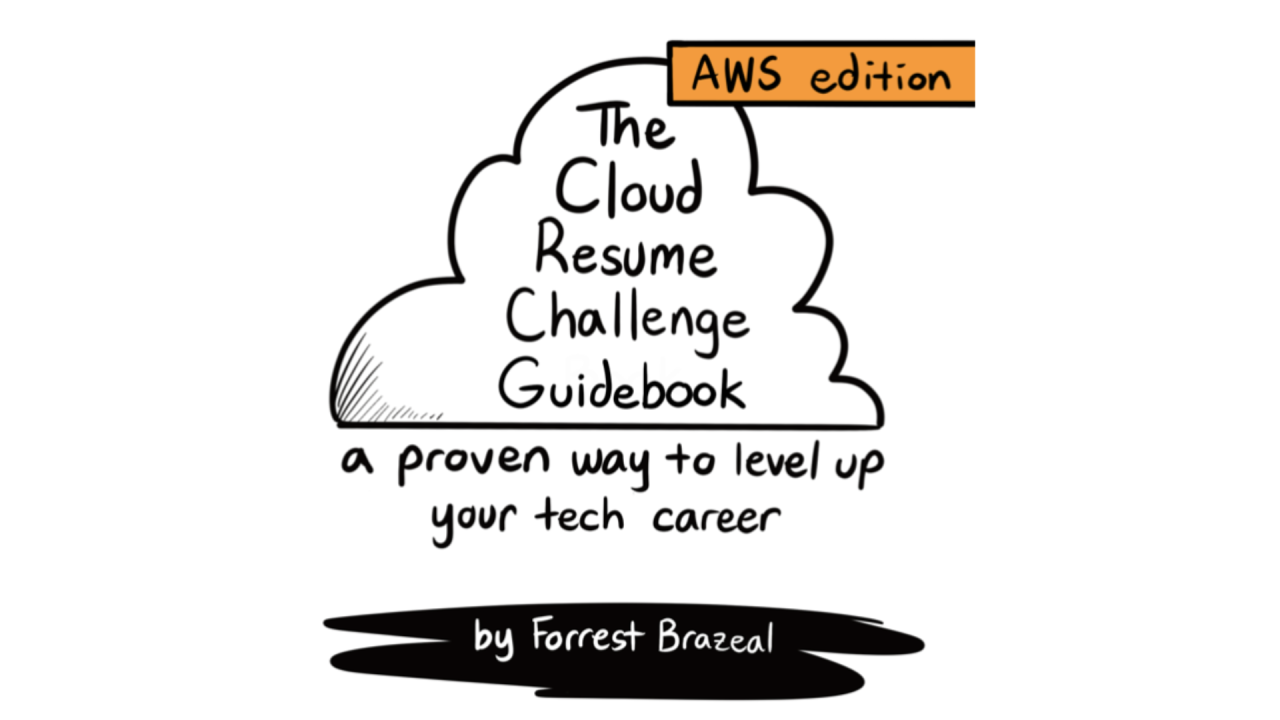 AWS edition
The
Cloud
Resume
Challenge
Guidebook
a proven way to level up
your tech career
by Forrest Brazeal